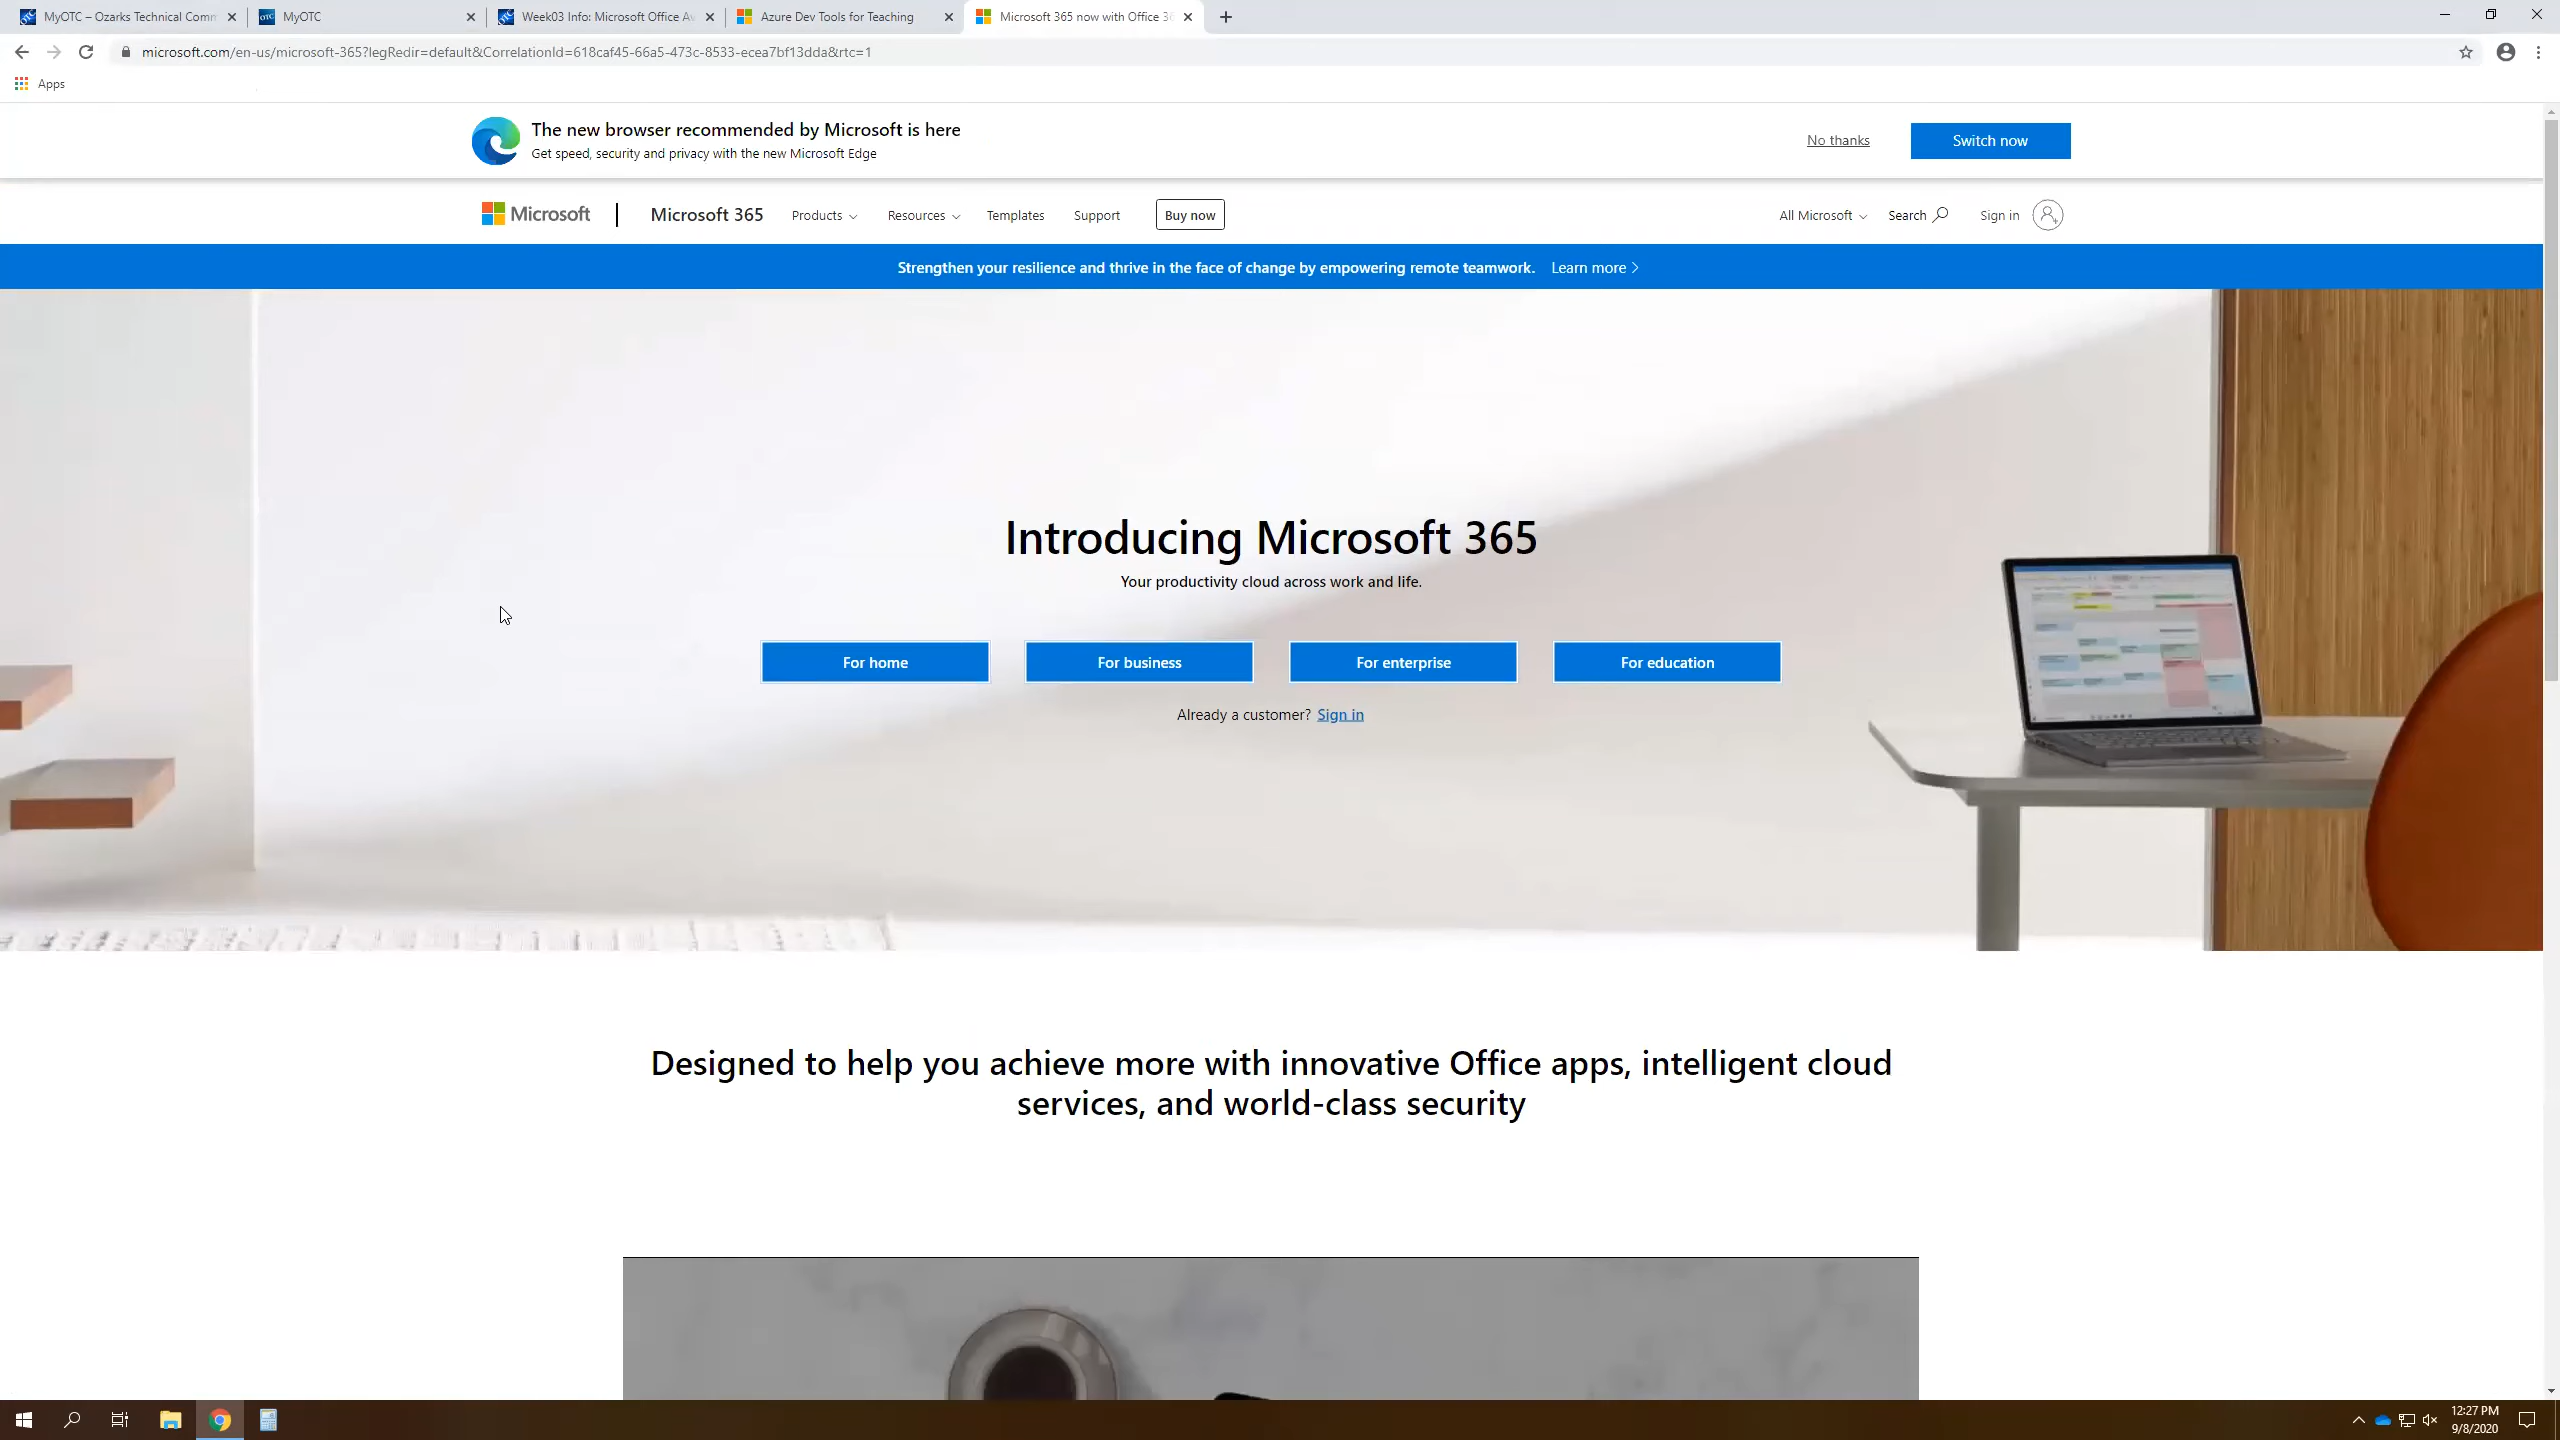 MyOTC – Ozarks Technical Comm
MyOTC
Week03 Info: Microsoft Office Av
Azure Dev Tools for Teaching
Microsoft 365 now with Office 36
microsoft.com/en-us/microsoft-365?legRedir=default&CorrelationId=618caf45-66a5-473c-8533-ecea7bf13dda&rtc=1
Apps
The new browser recommended by Microsoft is here
Get speed, security and privacy with the new Microsoft Edge
No thanks
Switch now
Microsoft
Microsoft 365
Products
Resources
Templates
Support
Buy now
All Microsoft
Search
Sign in
Strengthen your resilience and thrive in the face of change by empowering remote teamwork. Learn more
Introducing Microsoft 365
Your productivity cloud across work and life.
For home
For business
For enterprise
For education
Already a customer? Sign in
Designed to help you achieve more with innovative Office apps, intelligent cloud
services, and world-class security
12:27 PM
9/8/2020